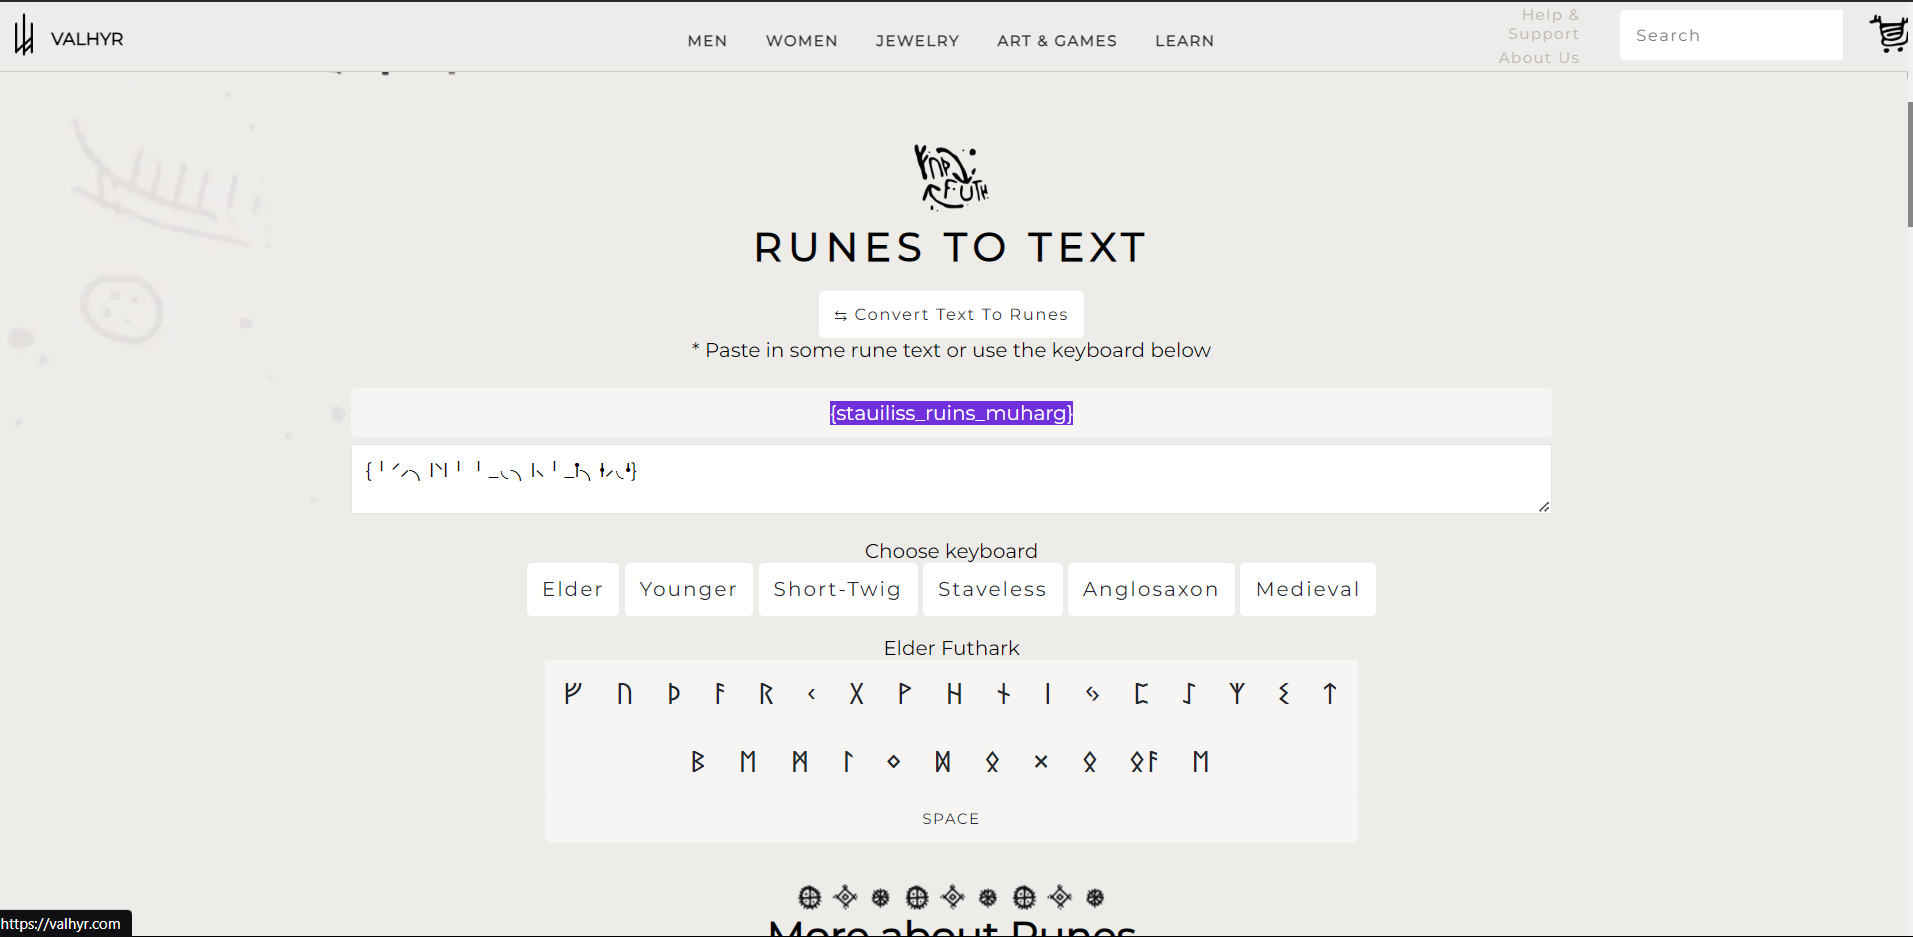 VALHYR
MEN WOMEN JEWELRY ART & GAMES LEARN
Help &
Support
About Us
Search
RUNES TO TEXT
⇆ Convert Text To Runes
* Paste in some rune text or use the keyboard below
{stauiliss_ruins_muharg}
Choose keyboard
Elder Younger Short-Twig Staveless Anglosaxon Medieval
Elder Futhark
ᚠ ᚢ ᚦ ᚨ ᚱ ᚲ ᚷ ᚹ ᚺ ᚾ ᛁ ᛃ ᛈ ᛇ ᛉ ᛊ ᛏ
ᛒ ᛖ ᛗ ᛚ ᛜ ᛞ ᛟ × ᛟ ᛟᚨ ᛖ
SPACE
More about Runes
https://valhyr.com